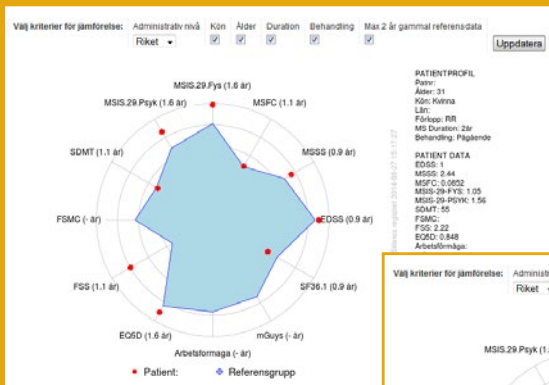 Välj kriterier för jämförelse:
Administrativ nivå Kön Ålder Duration Behandling Max 2 år gammal referensdata
Riket
Uppdatera
MSIS.29.Fys (1.6 år)
MSFC (1.1 år)
MSSS (0.9 år)
EDSS (0.9 år)
SF36.1 (0.9 år)
mGuys (- år)
Arbetsformaga (- år)
EQ5D (1.6 år)
FSS (1.1 år)
FSMC (- år)
SDMT (1.1 år)
MSIS.29.Psyk (1.6 år)
Patient: Referensgrupp
PATIENTPROFIL
Patnr:
Ålder: 31
Kön: Kvinna
Län:
Förlopp: RR
MS Duration: 2år
Behandling: Pågående
PATIENT DATA
EDSS: 1
MSSS: 2.44
MSFC: 0.0852
MSIS-29-FYS: 1.05
MSIS-29-PSYK: 1.56
SDMT: 55
FSMC:
FSS: 2.22
EQ5D: 0.848
Arbetsförmåga:
Välj kriterier för jämförelse:
Administ
Riket
MSIS.29.Psyk (1.